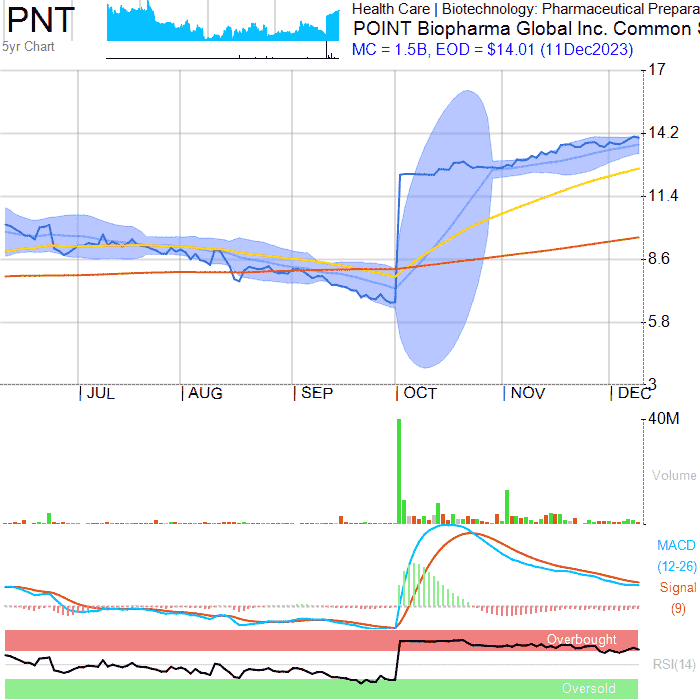 PNT
5yr Chart
Health Care | Biotechnology: Pharmaceutical Prepara
POINT Biopharma Global Inc. Common S
MC = 1.5B, EOD = $14.01 (11Dec2023)
17
14.2
11.4
8.6
5.8
3
JUL AUG SEP OCT NOV DEC
40M
Volume
MACD
(12-26)
Signal
(9)
Overbought
RSI(14)
Oversold